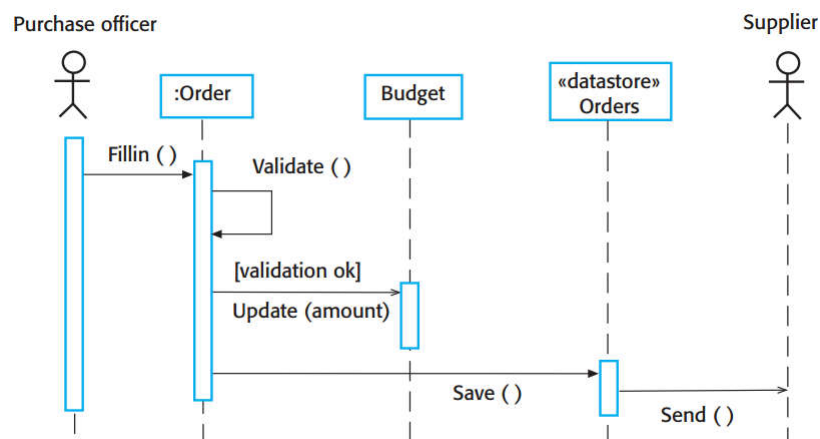 Purchase officer
Supplier
:Order
Budget
«datastore»
Orders
Fillin ( )
Validate ( )
[validation ok]
Update (amount)
Save ( )
Send ( )